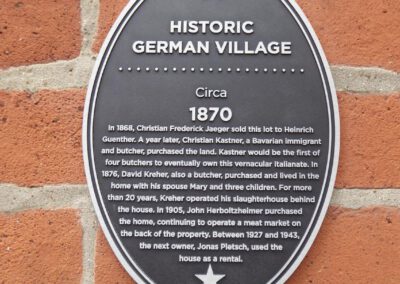 HISTORIC
GERMAN VILLAGE
Circa
1870
In 1868, Christian Frederick Jaeger sold this lot to Heinrich
Guenther. A year later, Christian Kastner, a Bavarian immigrant
and butcher, purchased the land. Kastner would be the first of
four butchers to eventually own this vernacular Italianate. In
1876, David Kreher, also a butcher, purchased and lived in the
home with his spouse Mary and three children. For more
than 20 years, Kreher operated his slaughterhouse behind
the house. In 1905, John Herboltzheimer purchased
the home, continuing to operate a meat market on
the back of the property. Between 1927 and 1943,
the next owner, Jonas Pletsch, used the
house as a rental.